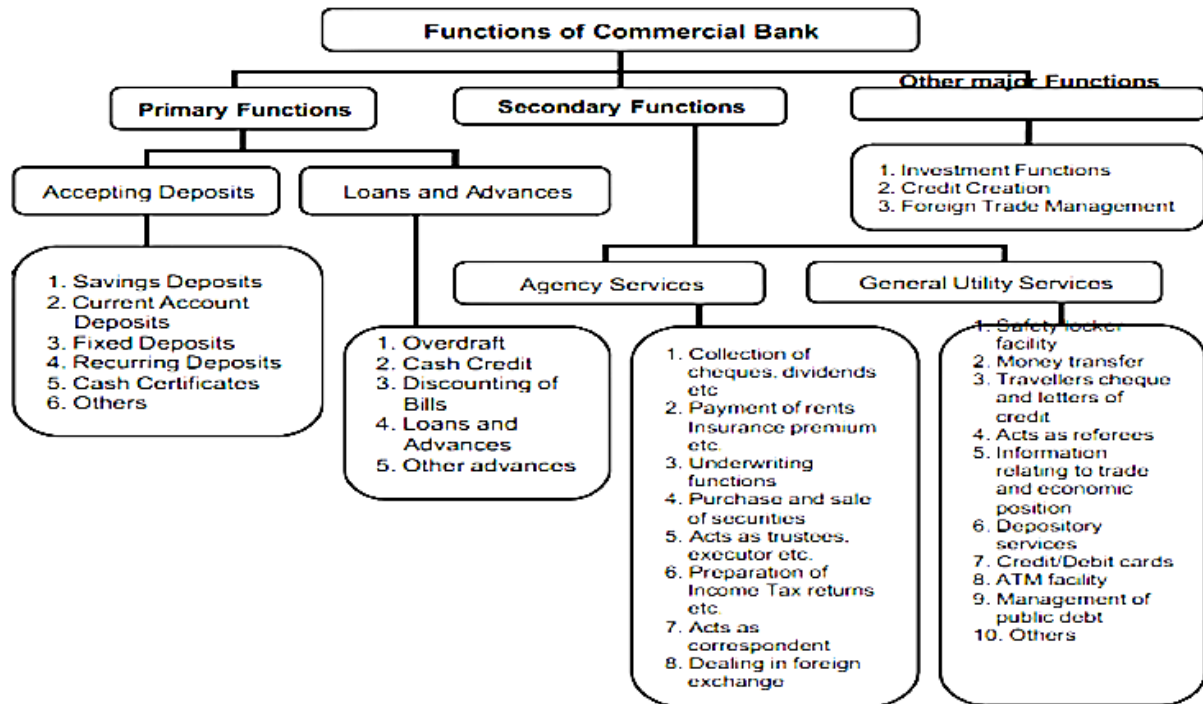 Functions of Commercial Bank
Primary Functions
Secondary Functions
Other major Functions
Accepting Deposits
Loans and Advances
1. Investment Functions
2. Credit Creation
3. Foreign Trade Management
1. Savings Deposits
2. Current Account
Deposits
3. Fixed Deposits
4. Recurring Deposits
5. Cash Certificates
6. Others
1. Overdraft
2. Cash Credit
3. Discounting of
Bills
4. Loans and
Advances
5. Other advances
Agency Services
General Utility Services
1. Collection of
cheques, dividends
etc
2. Payment of rents
Insurance premium
etc.
3. Underwriting
functions
4. Purchase and sale
of securities
5. Acts as trustees,
executor etc.
6. Preparation of
Income Tax returns
etc.
7. Acts as
correspondent
8. Dealing in foreign
exchange
1. Safety locker
facility
2. Money transfer
3. Travellers cheque
and letters of
credit
4. Acts as referees
5. Information
relating to trade
and economic
position
6. Depository
services
7. Credit/Debit cards
8. ATM facility
9. Management of
public debt
10. Others